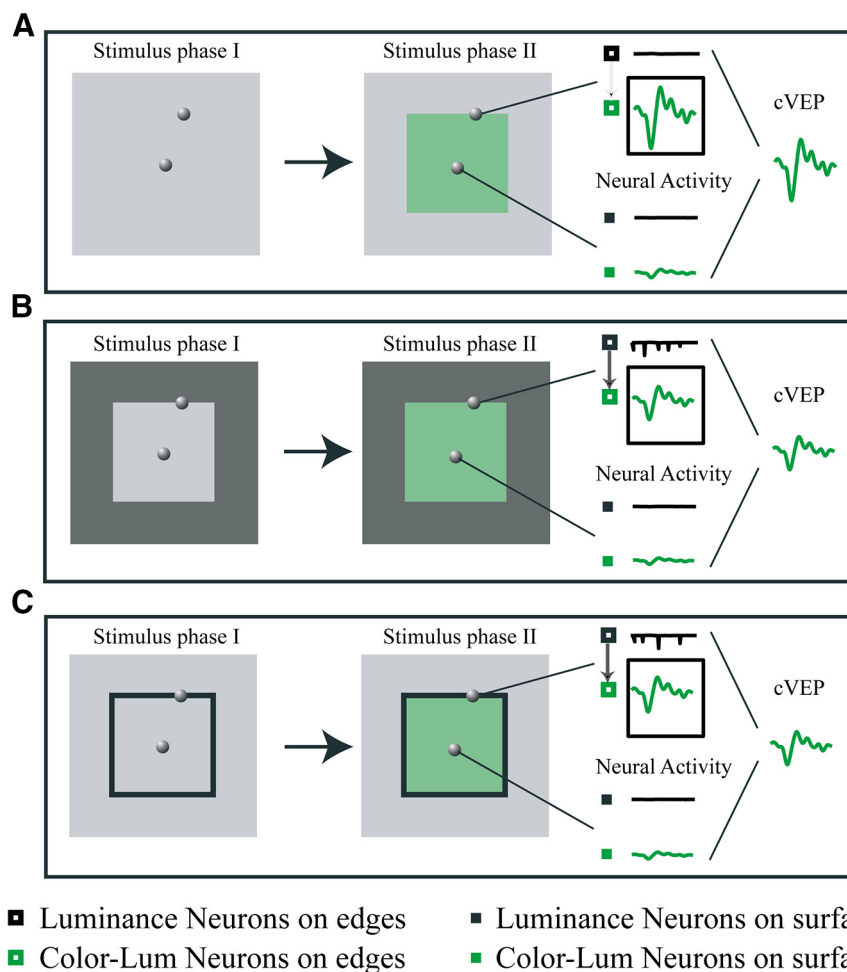 A
Stimulus phase I
Stimulus phase II
cVEP
Neural Activity
B
Stimulus phase I
Stimulus phase II
cVEP
Neural Activity
C
Stimulus phase I
Stimulus phase II
cVEP
Neural Activity
Luminance Neurons on edges
Luminance Neurons on surfa
Color-Lum Neurons on edges
Color-Lum Neurons on surfa